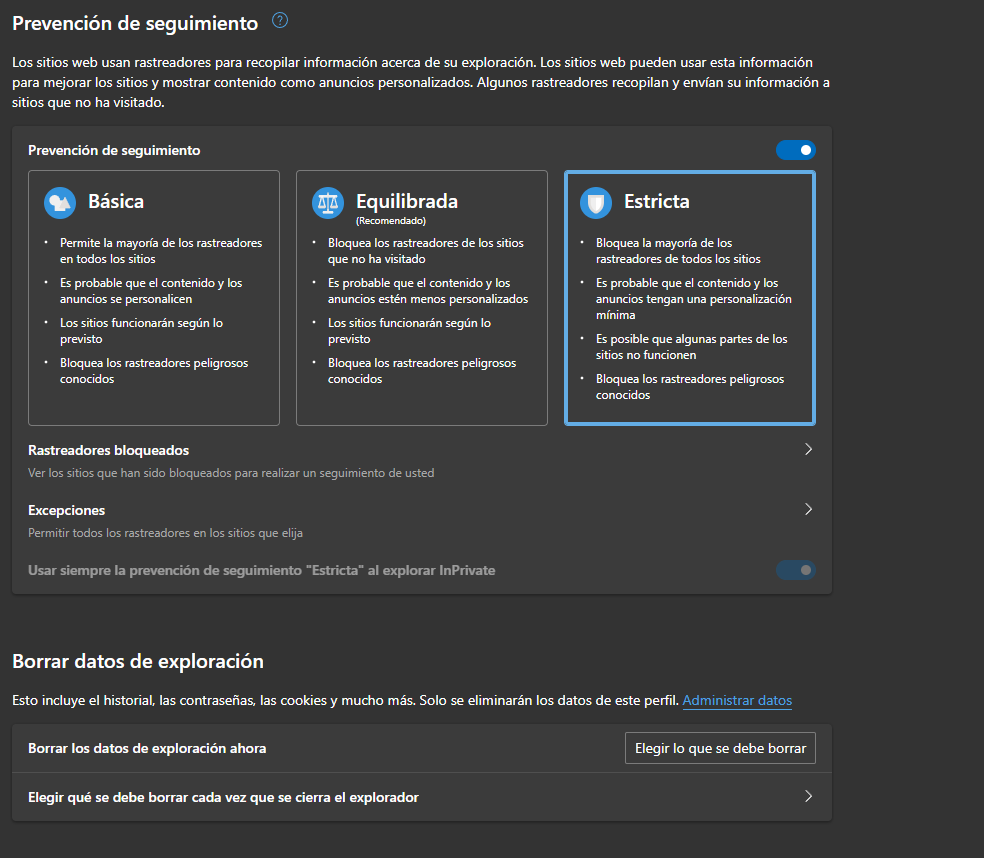 Prevención de seguimiento
Los sitios web usan rastreadores para recopilar información acerca de su exploración. Los sitios web pueden usar esta información
para mejorar los sitios y mostrar contenido como anuncios personalizados. Algunos rastreadores recopilan y envían su información a
sitios que no ha visitado.
Prevención de seguimiento
Básica
Permite la mayoría de los rastreadores
en todos los sitios
Es probable que el contenido y los
anuncios se personalicen
Los sitios funcionarán según lo
previsto
Bloquea los rastreadores peligrosos
conocidos
Equilibrada
(Recomendado)
Bloquea los rastreadores de los sitios
que no ha visitado
Es probable que el contenido y los
anuncios estén menos personalizados
Los sitios funcionarán según lo
previsto
Bloquea los rastreadores peligrosos
conocidos
Estricta
Bloquea la mayoría de los
rastreadores de todos los sitios
Es probable que el contenido y los
anuncios tengan una personalización
mínima
Es posible que algunas partes de los
sitios no funcionen
Bloquea los rastreadores peligrosos
conocidos
Rastreadores bloqueados
Ver los sitios que han sido bloqueados para realizar un seguimiento de usted
Excepciones
Permitir todos los rastreadores en los sitios que elija
Usar siempre la prevención de seguimiento "Estricta" al explorar InPrivate
Borrar datos de exploración
Esto incluye el historial, las contraseñas, las cookies y mucho más. Solo se eliminarán los datos de este perfil. Administrar datos
Borrar los datos de exploración ahora
Elegir lo que se debe borrar
Elegir qué se debe borrar cada vez que se cierra el explorador